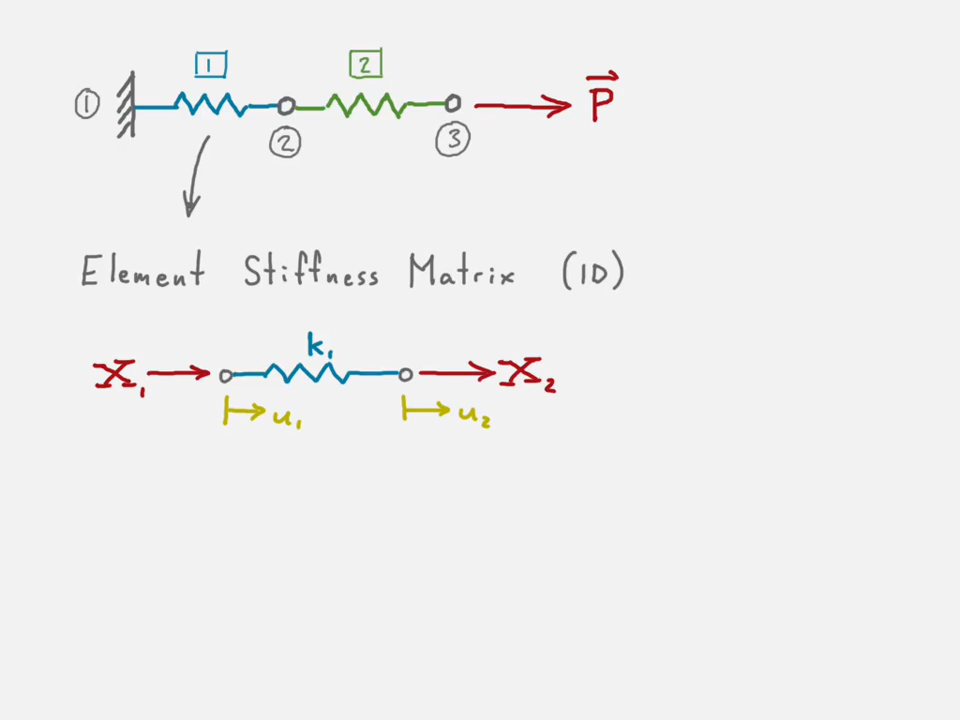 1 2
① P
② ③
Element Stiffness Matrix (1D)
k₁
X₁ X₂
u₁ u₂